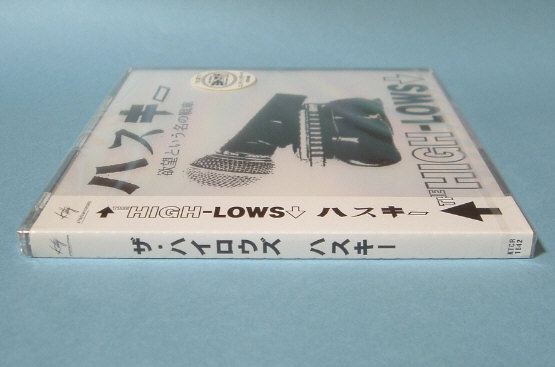 ハスキー
欲望という名の戦車
THE HIGH-LOWS↓
↑THE HIGH-LOWS↓ ハスキー
ザ・ハイロウズ ハスキー
KTCR
1642